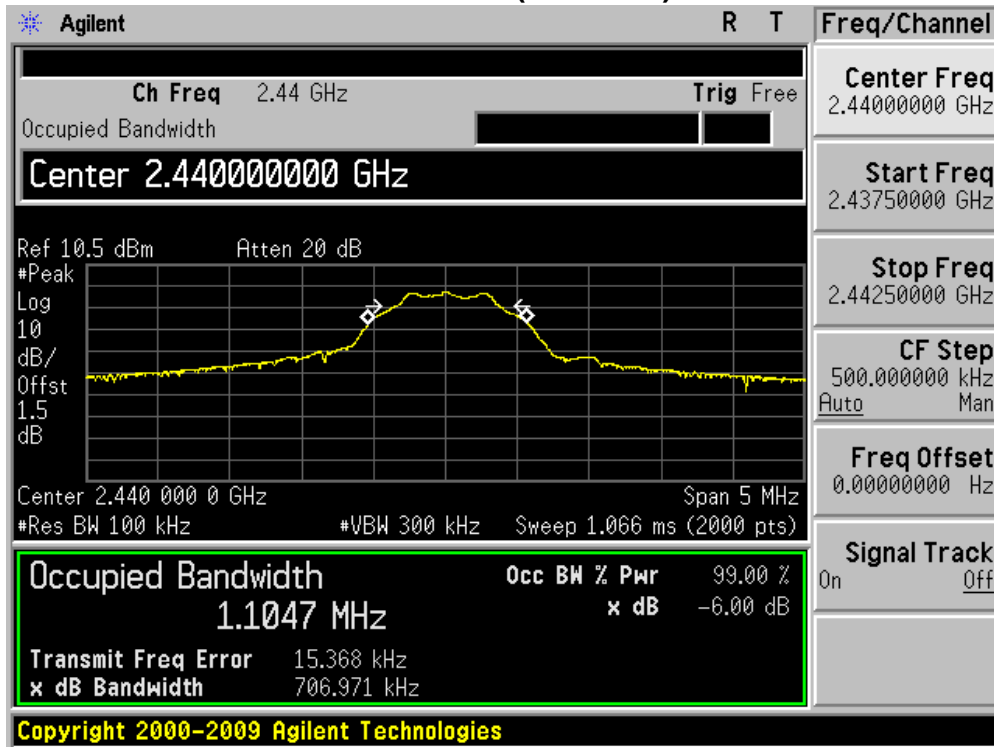 Agilent R T
Ch Freq 2.44 GHz Trig Free
Occupied Bandwidth
Center 2.440000000 GHz
Ref 10.5 dBm Atten 20 dB
#Peak
Log
10
dB/
Offst
1.5
dB
Center 2.440 000 0 GHz Span 5 MHz
#Res BW 100 kHz #VBW 300 kHz Sweep 1.066 ms (2000 pts)
Occupied Bandwidth Occ BW % Pwr 99.00 %
1.1047 MHz x dB -6.00 dB
Transmit Freq Error 15.368 kHz
x dB Bandwidth 706.971 kHz
Copyright 2000-2009 Agilent Technologies
Freq/Channel
Center Freq
2.44000000 GHz
Start Freq
2.43750000 GHz
Stop Freq
2.44250000 GHz
CF Step
500.000000 kHz
Auto Man
Freq Offset
0.00000000 Hz
Signal Track
On Off